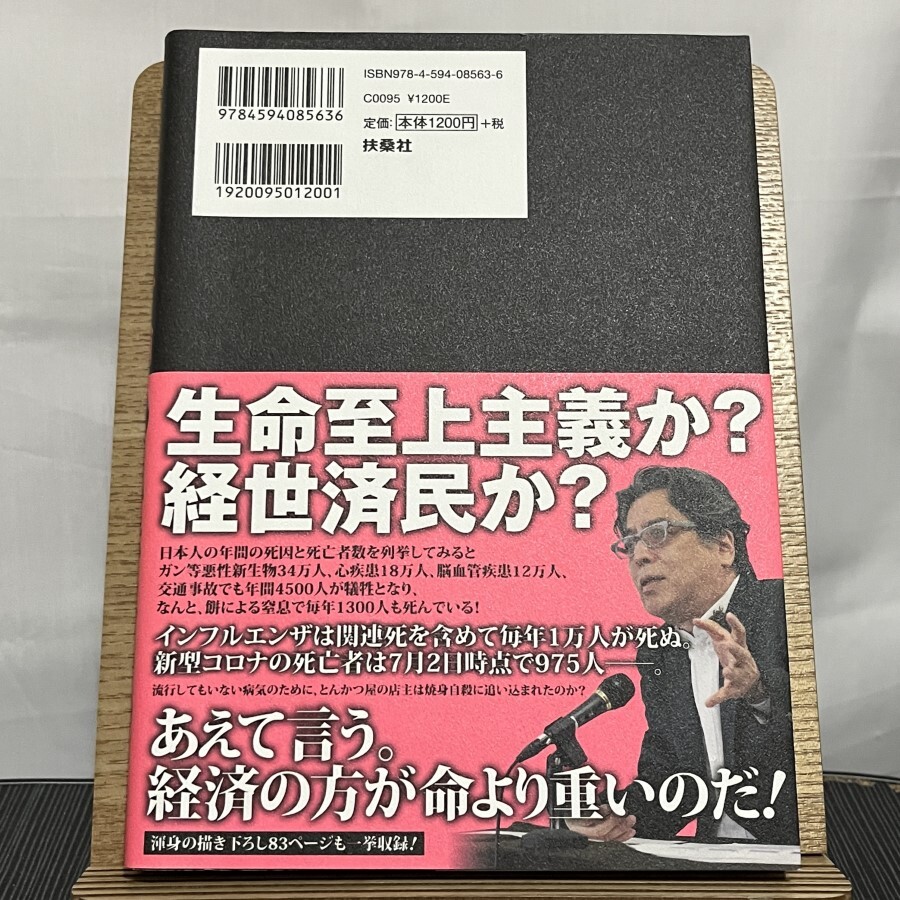 ISBN978-4-594-08563-6
C0095 ¥1200E
定価:本体1200円+税
扶桑社
9784594085636
1920095012001
生命至上主義か?
経世済民か?
日本人の年間の死因と死亡者数を列挙してみると
ガン等悪性新生物34万人、心疾患18万人、脳血管疾患12万人、
交通事故でも年間4500人が犠牲となり、
なんと、餅による窒息で毎年1300人も死んでいる!
インフルエンザは関連死を含めて毎年1万人が死ぬ。
新型コロナの死亡者は7月2日時点で975人――。
流行してもいない病気のために、とんかつ屋の店主は焼身自殺に追い込まれたのか?
あえて言う。
経済の方が命より重いのだ!
渾身の描き下ろし83ページも一挙収録!